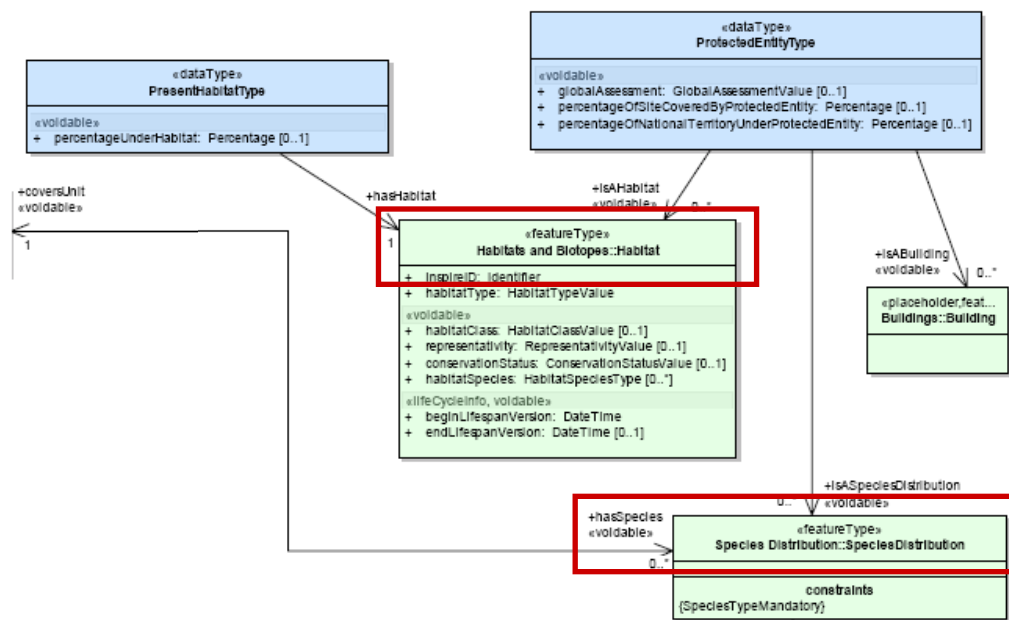 «dataType»
ProtectedEntityType
«voidable»
+ globalAssessment: GlobalAssessmentValue [0..1]
+ percentageOfSiteCoveredByProtectedEntity: Percentage [0..1]
+ percentageOfNationalTerritoryUnderProtectedEntity: Percentage [0..1]
«dataType»
PresentHabitatType
«voidable»
+ percentageUnderHabitat: Percentage [0..1]
+coversUnit
«voidable»
1
+hasHabitat
1
+isAHabitat
«voidable»
0..*
«featureType»
Habitats and Biotopes::Habitat
+ inspireID: Identifier
+ habitatType: HabitatTypeValue
«voidable»
+ habitatClass: HabitatClassValue [0..1]
+ representativity: RepresentativityValue [0..1]
+ conservationStatus: ConservationStatusValue [0..1]
+ habitatSpecies: HabitatSpeciesType [0..*]
«lifeCycleInfo, voidable»
+ beginLifespanVersion: DateTime
+ endLifespanVersion: DateTime [0..1]
+isABuilding
«voidable»
0..*
«placeholder,feat...
Buildings::Building
+isASpeciesDistribution
«voidable»
0..*
+hasSpecies
«voidable»
0..*
«featureType»
Species Distribution::SpeciesDistribution
constraints
{SpeciesTypeMandatory}